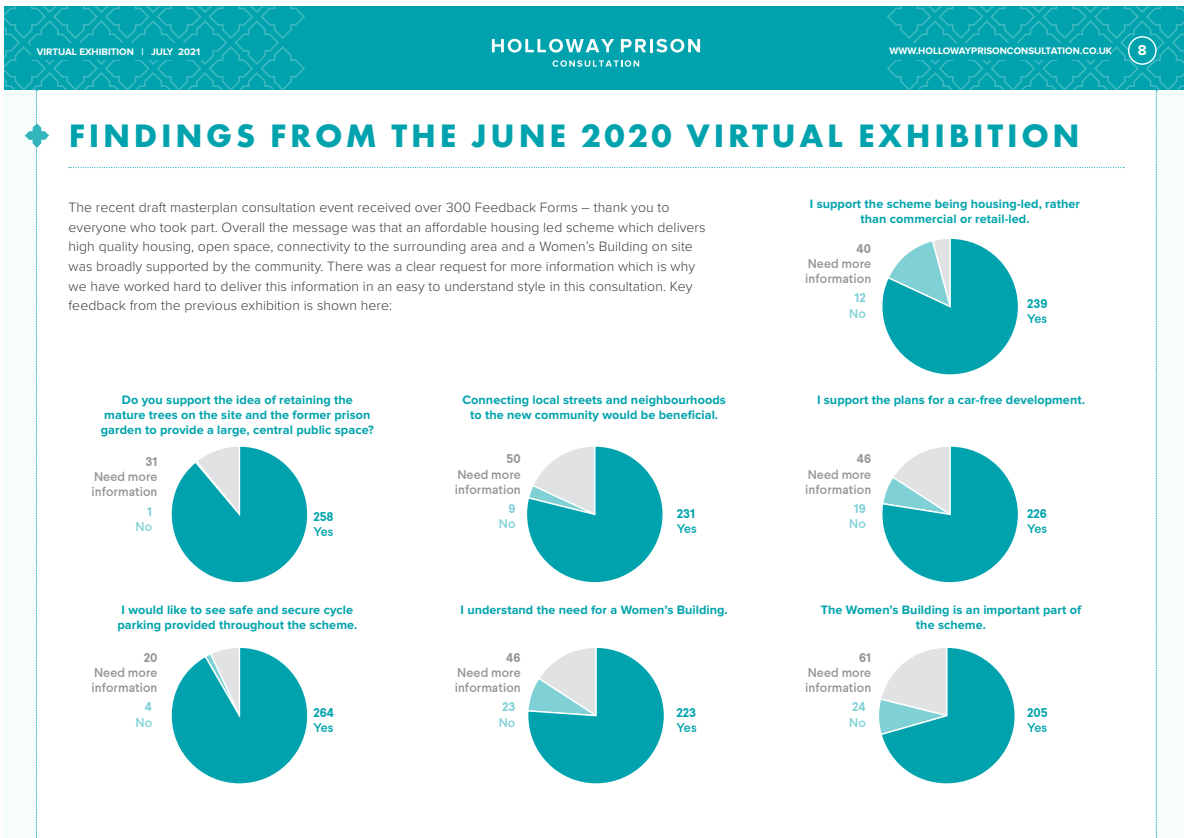 VIRTUAL EXHIBITION | JULY 2021
HOLLOWAY PRISON
CONSULTATION
WWW.HOLLOWAYPRISONCONSULTATION.CO.UK
8
FINDINGS FROM THE JUNE 2020 VIRTUAL EXHIBITION
The recent draft masterplan consultation event received over 300 Feedback Forms – thank you to
everyone who took part. Overall the message was that an affordable housing led scheme which delivers
high quality housing, open space, connectivity to the surrounding area and a Women's Building on site
was broadly supported by the community. There was a clear request for more information which is why
we have worked hard to deliver this information in an easy to understand style in this consultation. Key
feedback from the previous exhibition is shown here:
I support the scheme being housing-led, rather
than commercial or retail-led.
40
Need more
information
12
No
239
Yes
Do you support the idea of retaining the
mature trees on the site and the former prison
garden to provide a large, central public space?
31
Need more
information
1
No
258
Yes
Connecting local streets and neighbourhoods
to the new community would be beneficial.
50
Need more
information
9
No
231
Yes
I support the plans for a car-free development.
46
Need more
information
19
No
226
Yes
I would like to see safe and secure cycle
parking provided throughout the scheme.
20
Need more
information
4
No
264
Yes
I understand the need for a Women's Building.
46
Need more
information
23
No
223
Yes
The Women's Building is an important part of
the scheme.
61
Need more
information
24
No
205
Yes